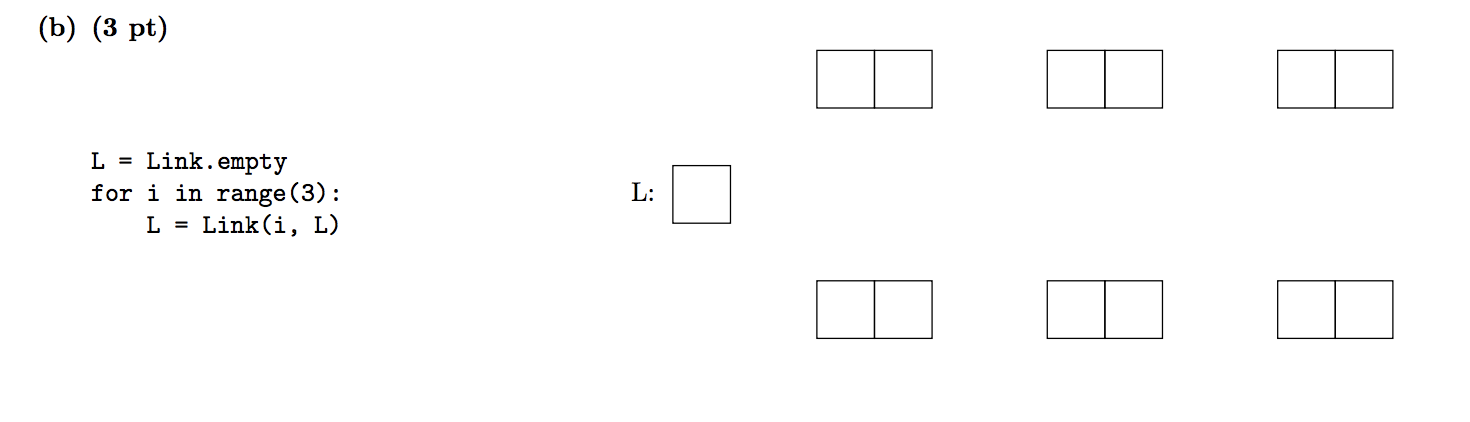 (b) (3 pt)
L = Link.empty
for i in range(3):
    L = Link(i, L)
L: